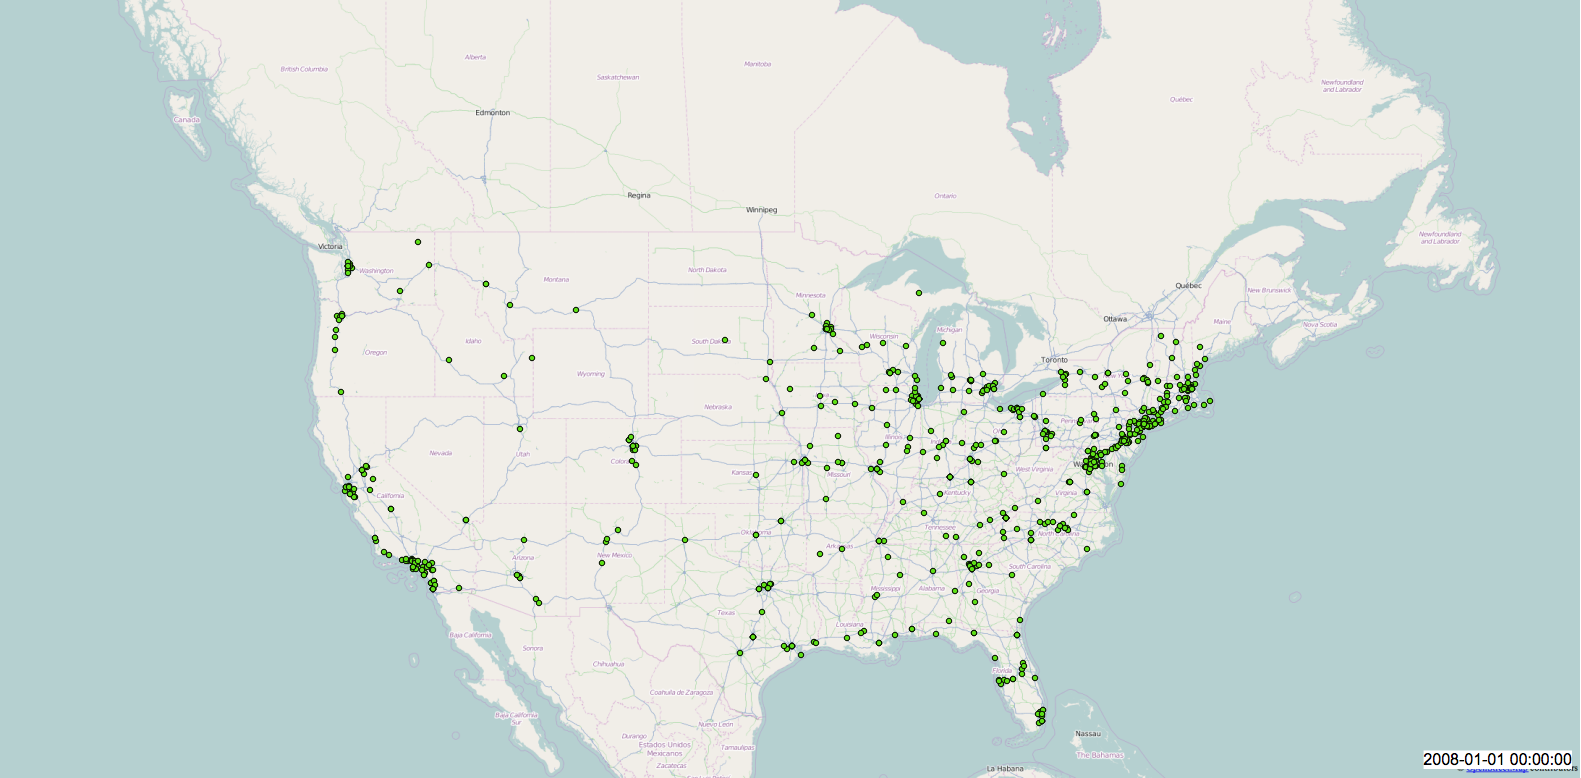 Alberta
British Columbia
Saskatchewan
Manitoba
Newfoundland
and Labrador
Québec
Edmonton
Canada
Regina
Ontario
Winnipeg
Victoria
Newfoundland
and Labrador
Washington
Montana
North Dakota
Minnesota
Québec
New Brunswick
Ottawa
Maine
Nova Scotia
Michigan
Wisconsin
South Dakota
Oregon
Idaho
Toronto
Wyoming
Nebraska
Nevada
Utah
Colorado
Kansas
Missouri
Illinois
West Virginia
Washington
Virginia
Kentucky
California
Oklahoma
Tennessee
North Carolina
Arkansas
Arizona
New Mexico
South Carolina
Mississippi
Alabama
Georgia
Texas
Louisiana
Baja California
Sonora
Chihuahua
Florida
Coahuila de Zaragoza
Baja California
Sur
Nuevo León
Nassau
Durango
Estados Unidos
Mexicanos
Tamaulipas
The Bahamas
Zacatecas
La Habana
2008-01-01 00:00:00